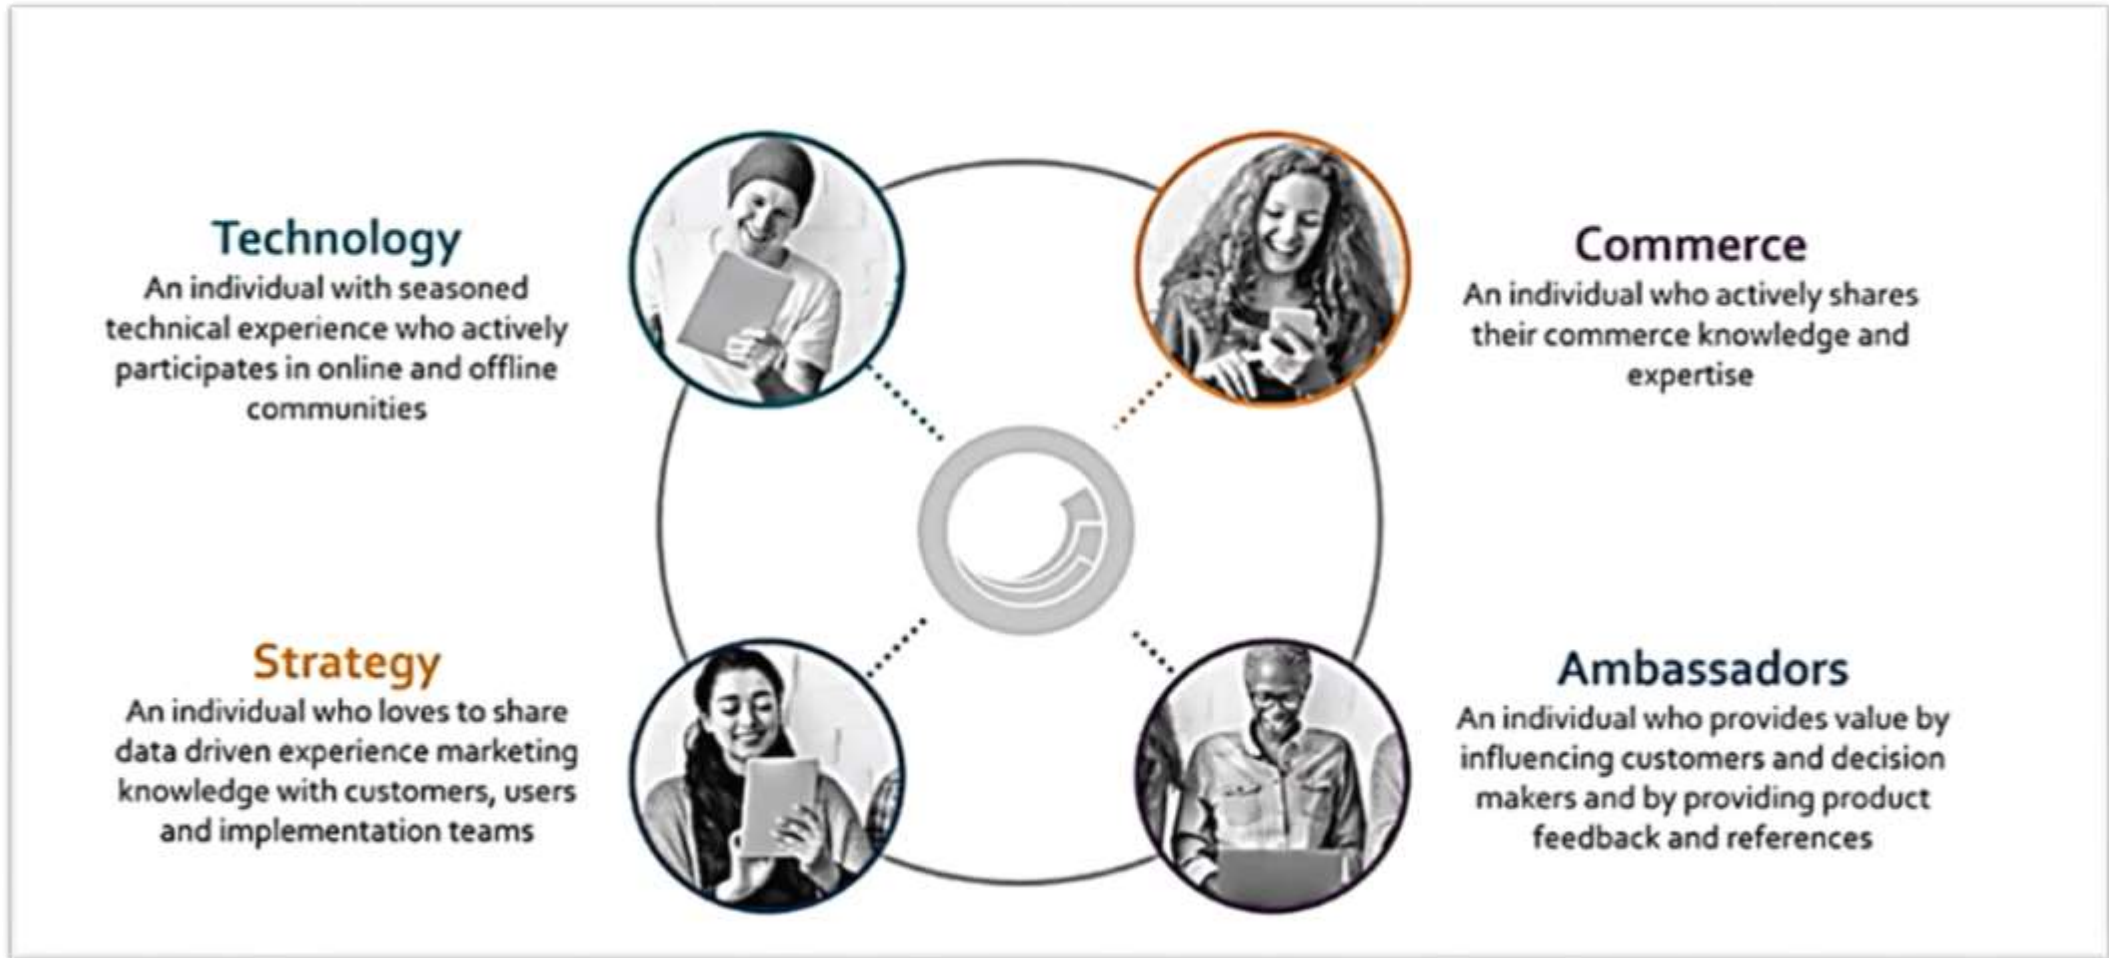 Technology
An individual with seasoned
technical experience who actively
participates in online and offline
communities
Commerce
An individual who actively shares
their commerce knowledge and
expertise
Strategy
An individual who loves to share
data driven experience marketing
knowledge with customers, users
and implementation teams
Ambassadors
An individual who provides value by
influencing customers and decision
makers and by providing product
feedback and references